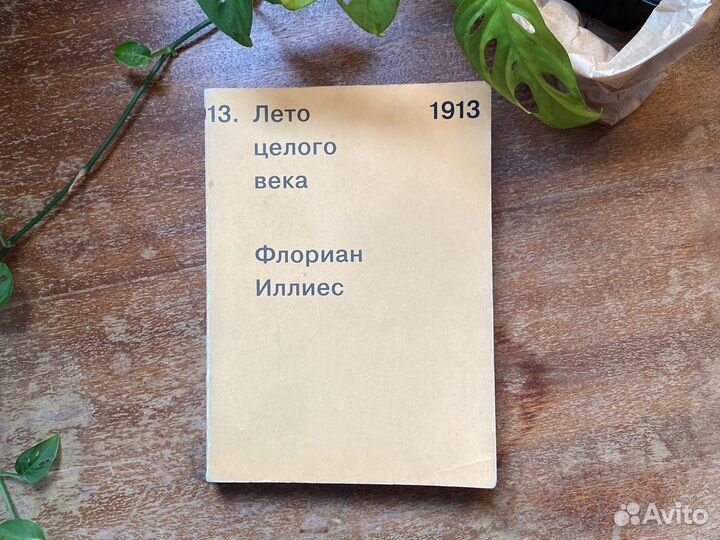 13. Лето 1913
целого
века
Флориан
Иллиес
Avito